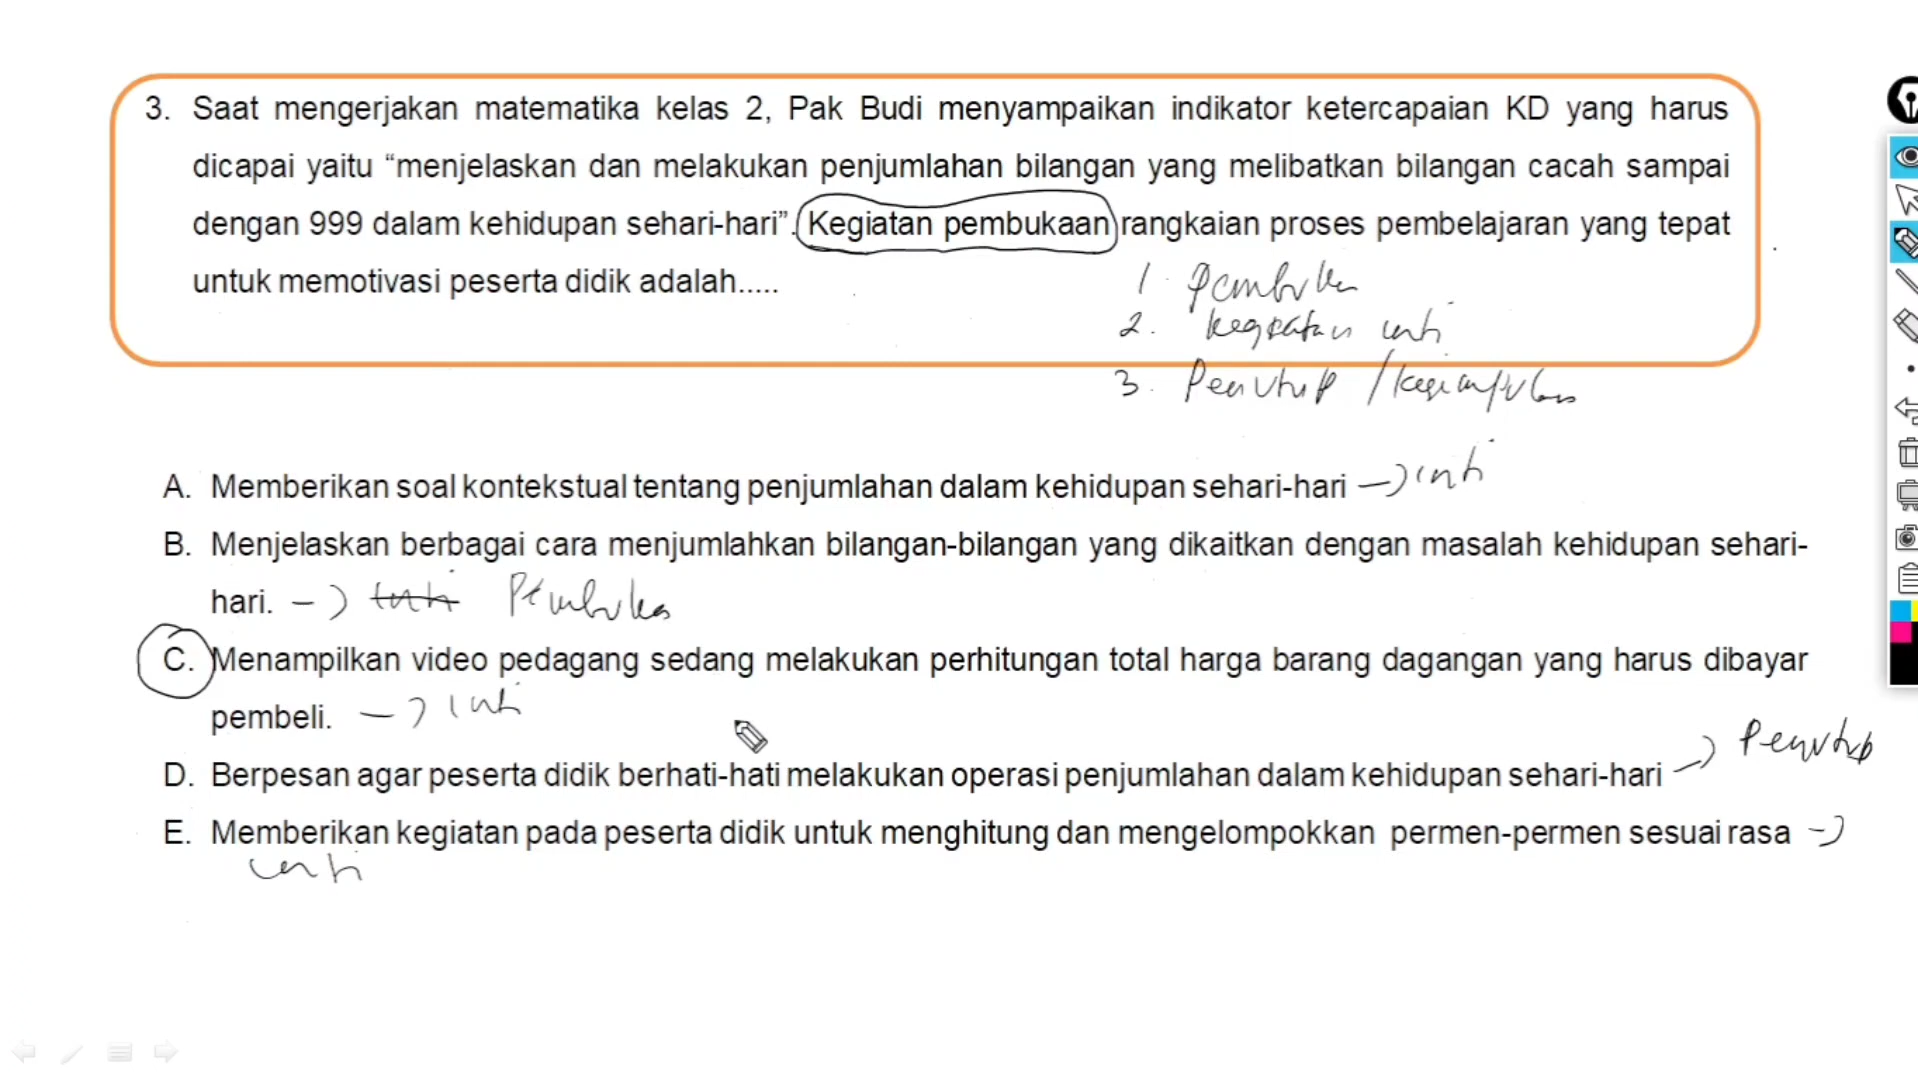 3. Saat mengerjakan matematika kelas 2, Pak Budi menyampaikan indikator ketercapaian KD yang harus
dicapai yaitu “menjelaskan dan melakukan penjumlahan bilangan yang melibatkan bilangan cacah sampai
dengan 999 dalam kehidupan sehari-hari”. Kegiatan pembukaan rangkaian proses pembelajaran yang tepat
untuk memotivasi peserta didik adalah.....
1. Pembuka
2. kegiatan inti
3. Penutup / kesimpulan
A. Memberikan soal kontekstual tentang penjumlahan dalam kehidupan sehari-hari → inti
B. Menjelaskan berbagai cara menjumlahkan bilangan-bilangan yang dikaitkan dengan masalah kehidupan sehari-
hari. → inti Pembuka
C. Menampilkan video pedagang sedang melakukan perhitungan total harga barang dagangan yang harus dibayar
pembeli. → inti
D. Berpesan agar peserta didik berhati-hati melakukan operasi penjumlahan dalam kehidupan sehari-hari → Penutup
E. Memberikan kegiatan pada peserta didik untuk menghitung dan mengelompokkan permen-permen sesuai rasa →
inti